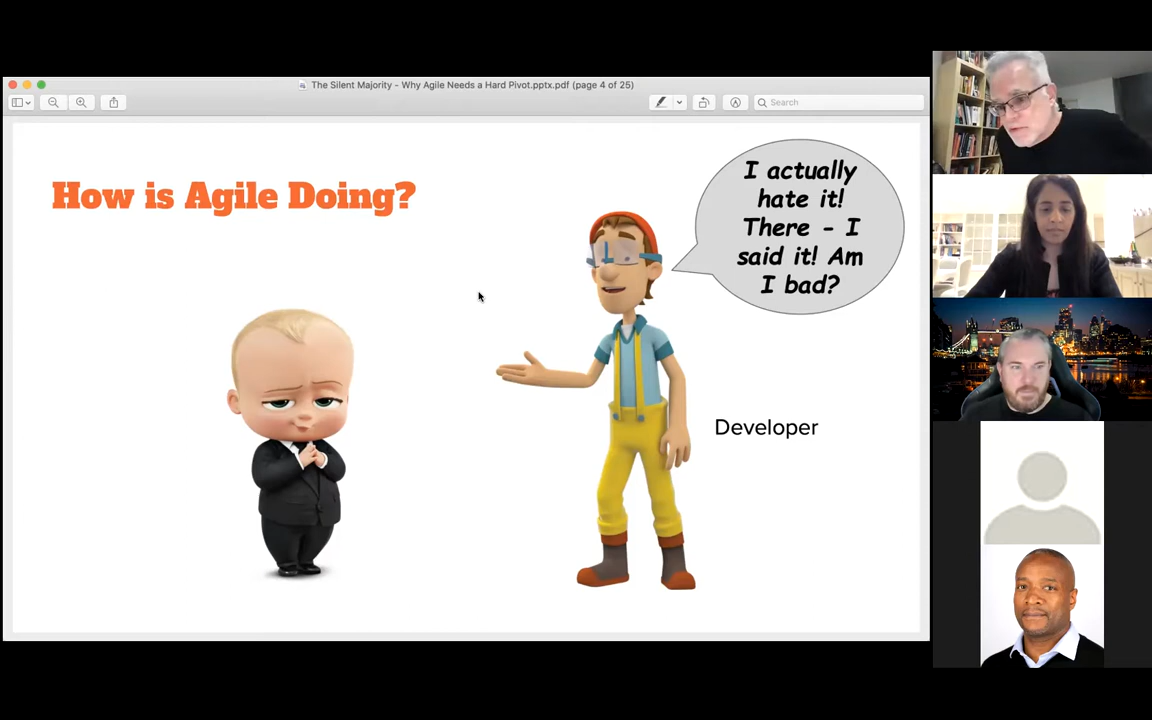 The Silent Majority - Why Agile Needs a Hard Pivot.pptx.pdf (page 4 of 25)
Search
How is Agile Doing?
I actually
hate it!
There - I
said it! Am
I bad?
Developer